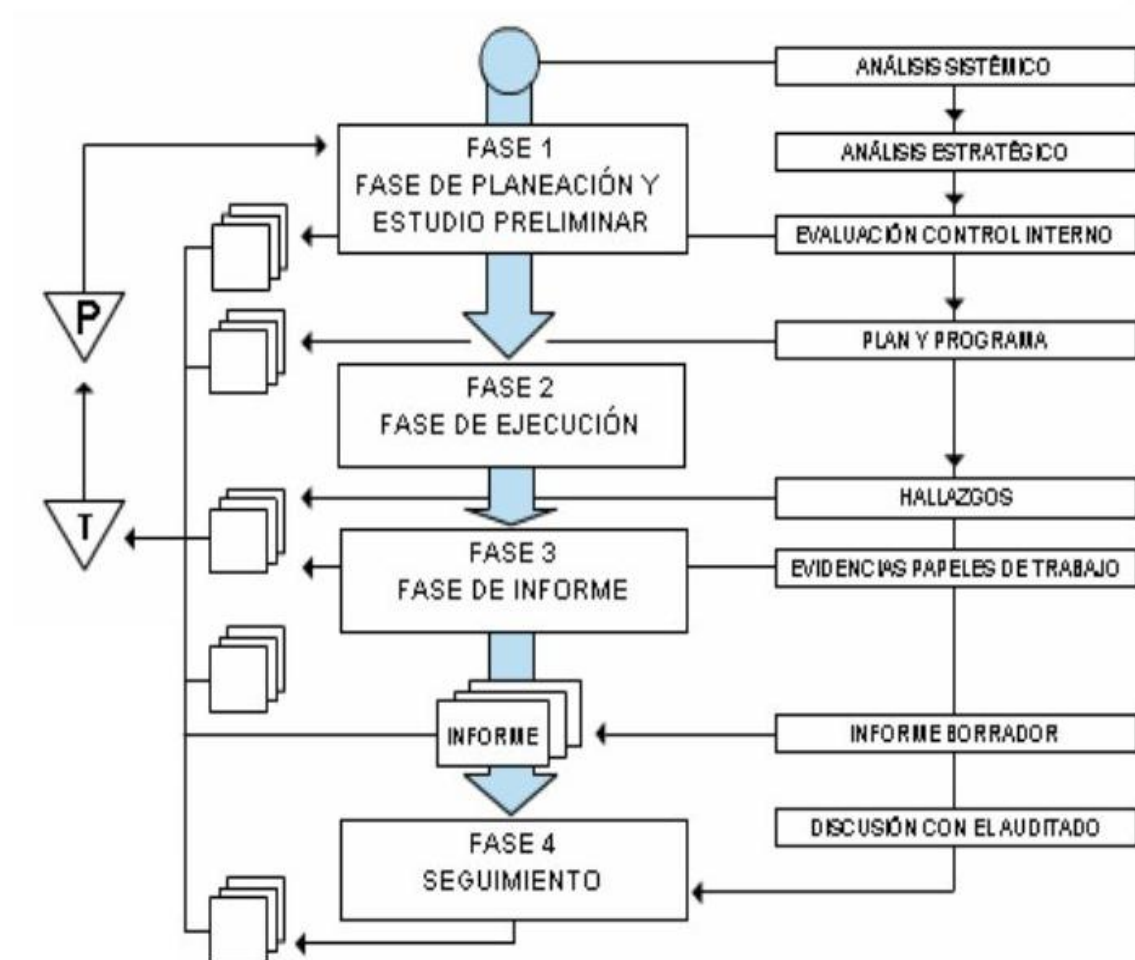 ANÁLISIS SISTÊMICO
FASE 1
FASE DE PLANEACIÓN Y
ESTUDIO PRELIMINAR
ANÁLISIS ESTRATÉGICO
EVALUACIÓN CONTROL INTERNO
P
PLAN Y PROGRAMA
FASE 2
FASE DE EJECUCIÓN
HALLAZGOS
T
FASE 3
FASE DE INFORME
EVIDENCIAS PAPELES DE TRABAJO
INFORME
INFORME BORRADOR
DISCUSIÓN CON EL AUDITADO
FASE 4
SEGUIMIENTO